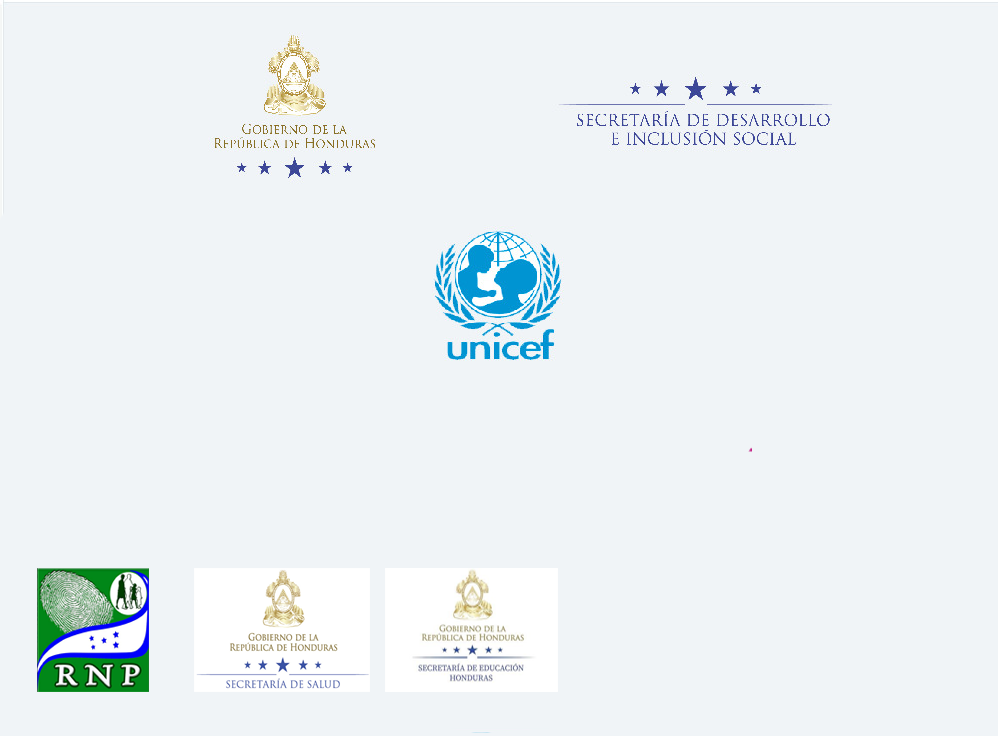 GOBIERNO DE LA
REPÚBLICA DE HONDURAS
SECRETARÍA DE DESARROLLO
E INCLUSIÓN SOCIAL
unicef
RNP
GOBIERNO DE LA
REPÚBLICA DE HONDURAS
SECRETARÍA DE SALUD
GOBIERNO DE LA
REPÚBLICA DE HONDURAS
SECRETARÍA DE EDUCACIÓN
HONDURAS